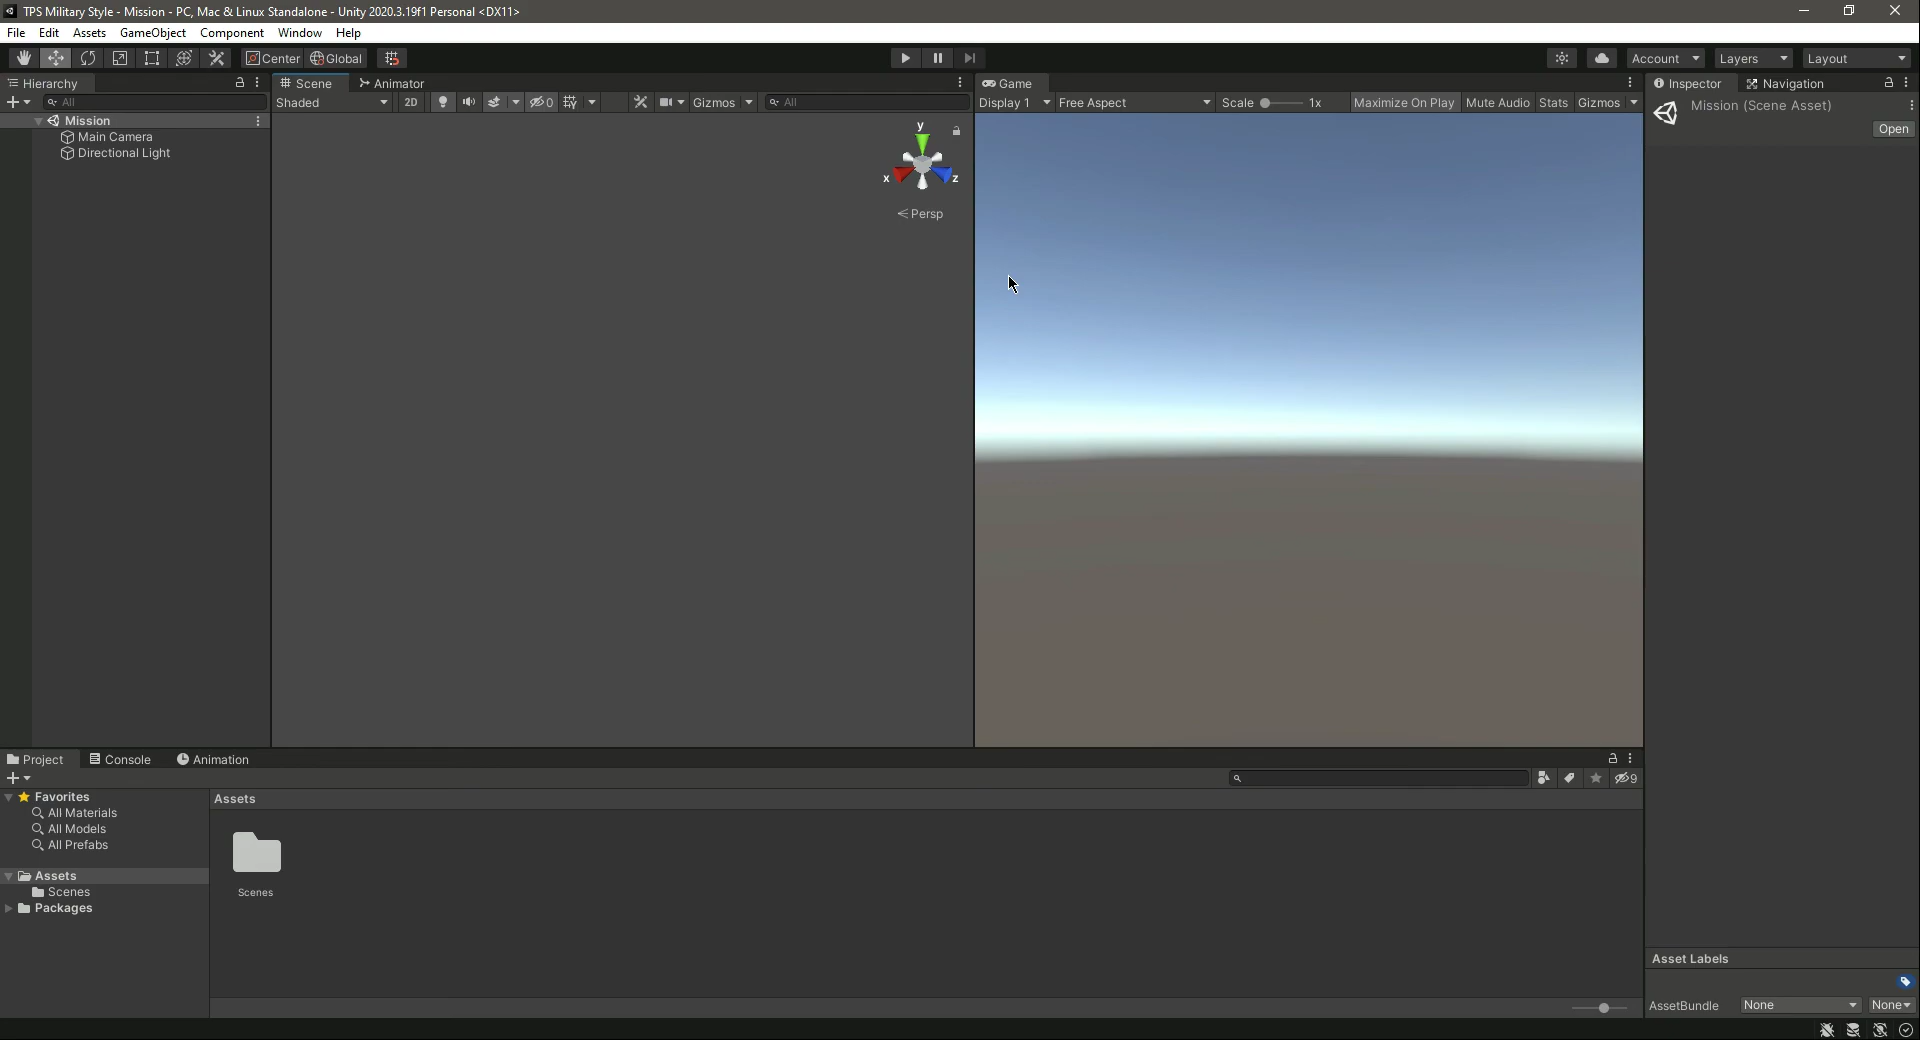 TPS Military Style - Mission - PC, Mac & Linux Standalone - Unity 2020.3.19f1 Personal <DX11>
File Edit Assets GameObject Component Window Help
Center Global Account Layers Layout
Hierarchy Scene Animator Game Inspector Navigation
All Shaded 2D 0 Gizmos All Display 1 Free Aspect Scale 1x Maximize On Play Mute Audio Stats Gizmos Mission (Scene Asset)
Mission
Main Camera
Directional Light
Open
y
x z
Persp
Project Console Animation
9
Favorites
All Materials
All Models
All Prefabs
Assets
Scenes
Packages
Assets
Scenes
Asset Labels
AssetBundle None None